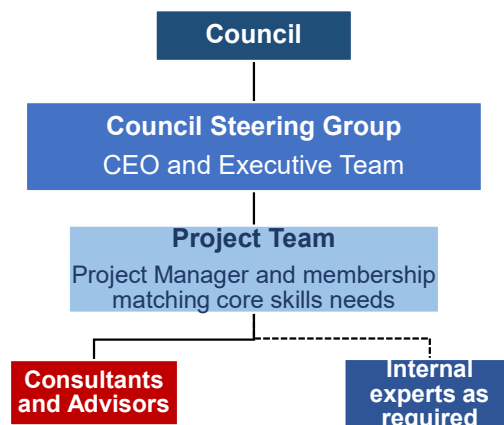 Council
Council Steering Group
CEO and Executive Team
Project Team
Project Manager and membership
matching core skills needs
Consultants
and Advisors
Internal
experts as
required